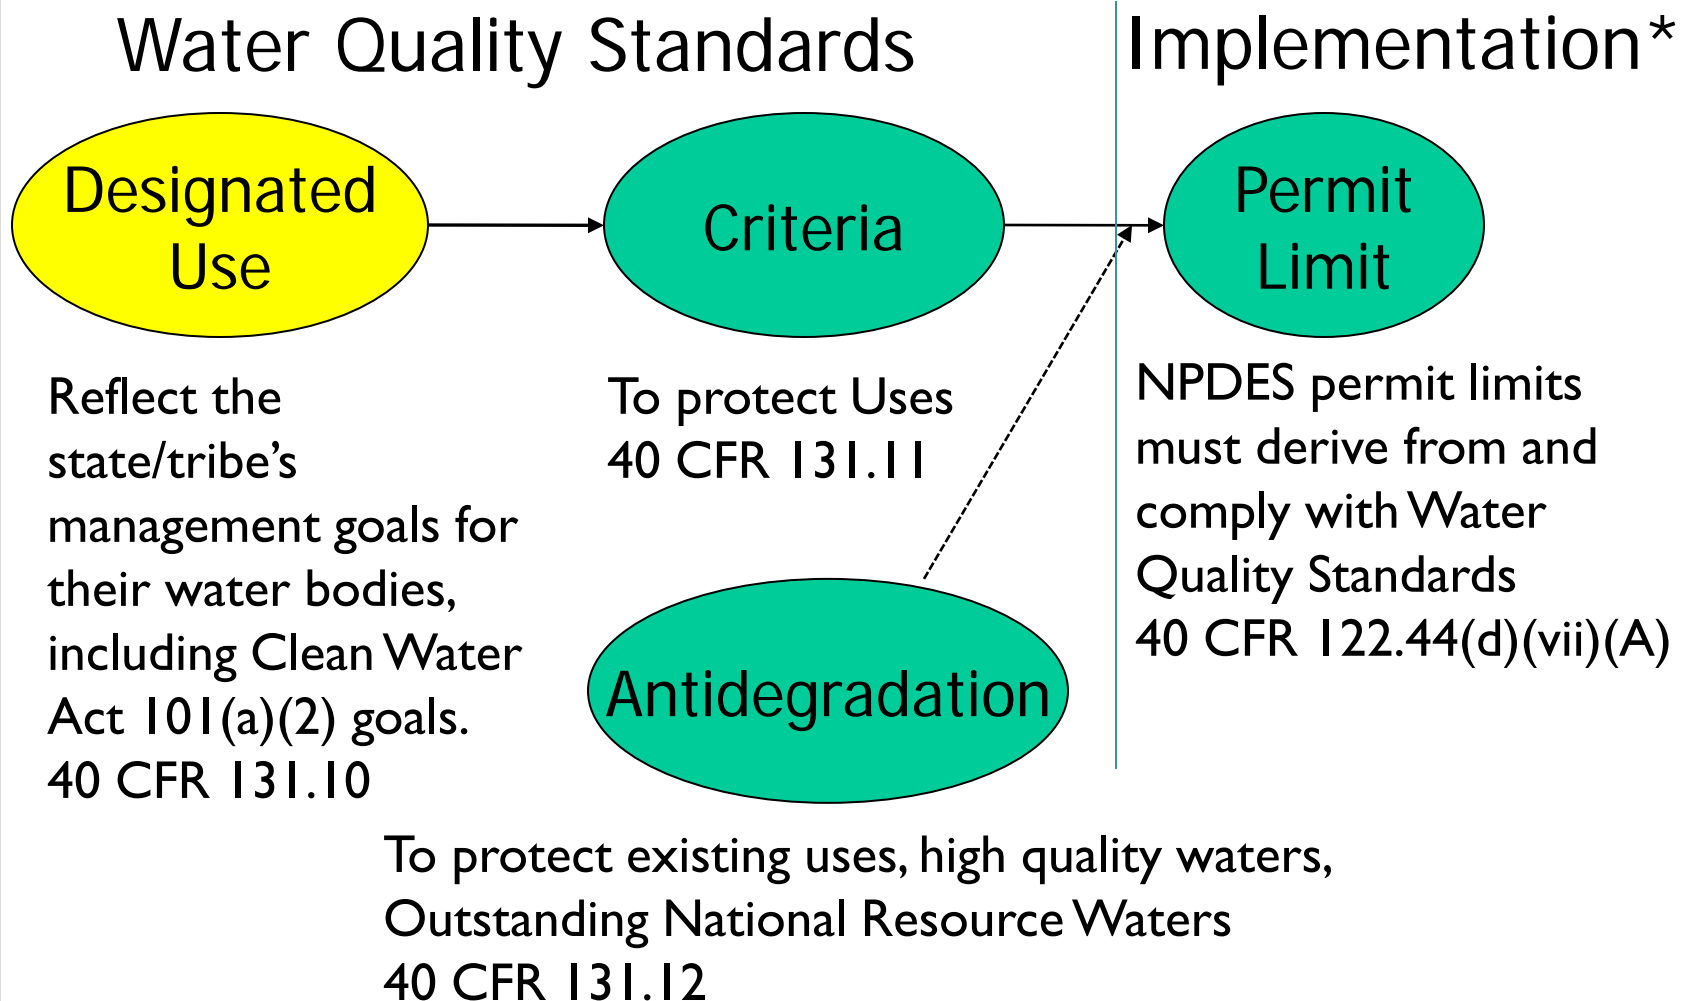 Water Quality Standards
Implementation*
Designated
Use
Criteria
Permit
Limit
Reflect the
state/tribe’s
management goals for
their water bodies,
including Clean Water
Act 101(a)(2) goals.
40 CFR 131.10
To protect Uses
40 CFR 131.11
NPDES permit limits
must derive from and
comply with Water
Quality Standards
40 CFR 122.44(d)(vii)(A)
Antidegradation
To protect existing uses, high quality waters,
Outstanding National Resource Waters
40 CFR 131.12